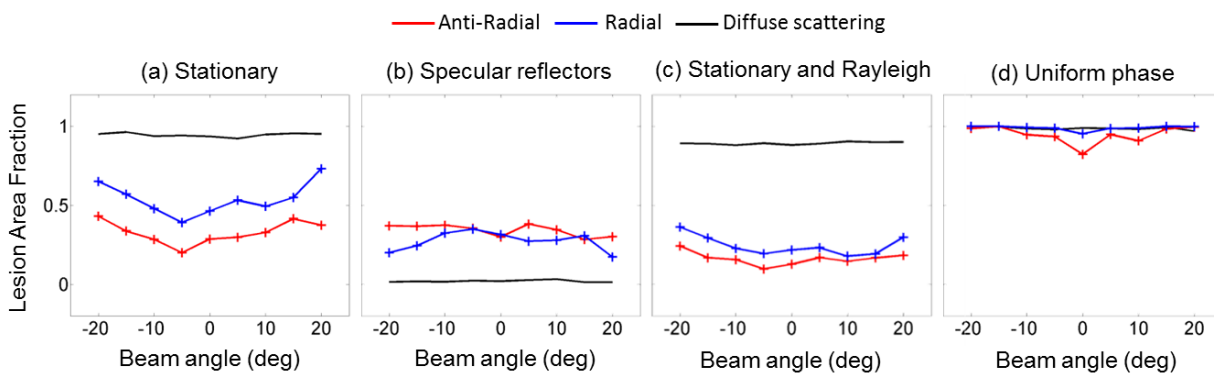 Anti-Radial Radial Diffuse scattering
(a) Stationary (b) Specular reflectors (c) Stationary and Rayleigh (d) Uniform phase
Lesion Area Fraction
1
0.5
0
-20 -10 0 10 20 -20 -10 0 10 20 -20 -10 0 10 20 -20 -10 0 10 20
Beam angle (deg) Beam angle (deg) Beam angle (deg) Beam angle (deg)